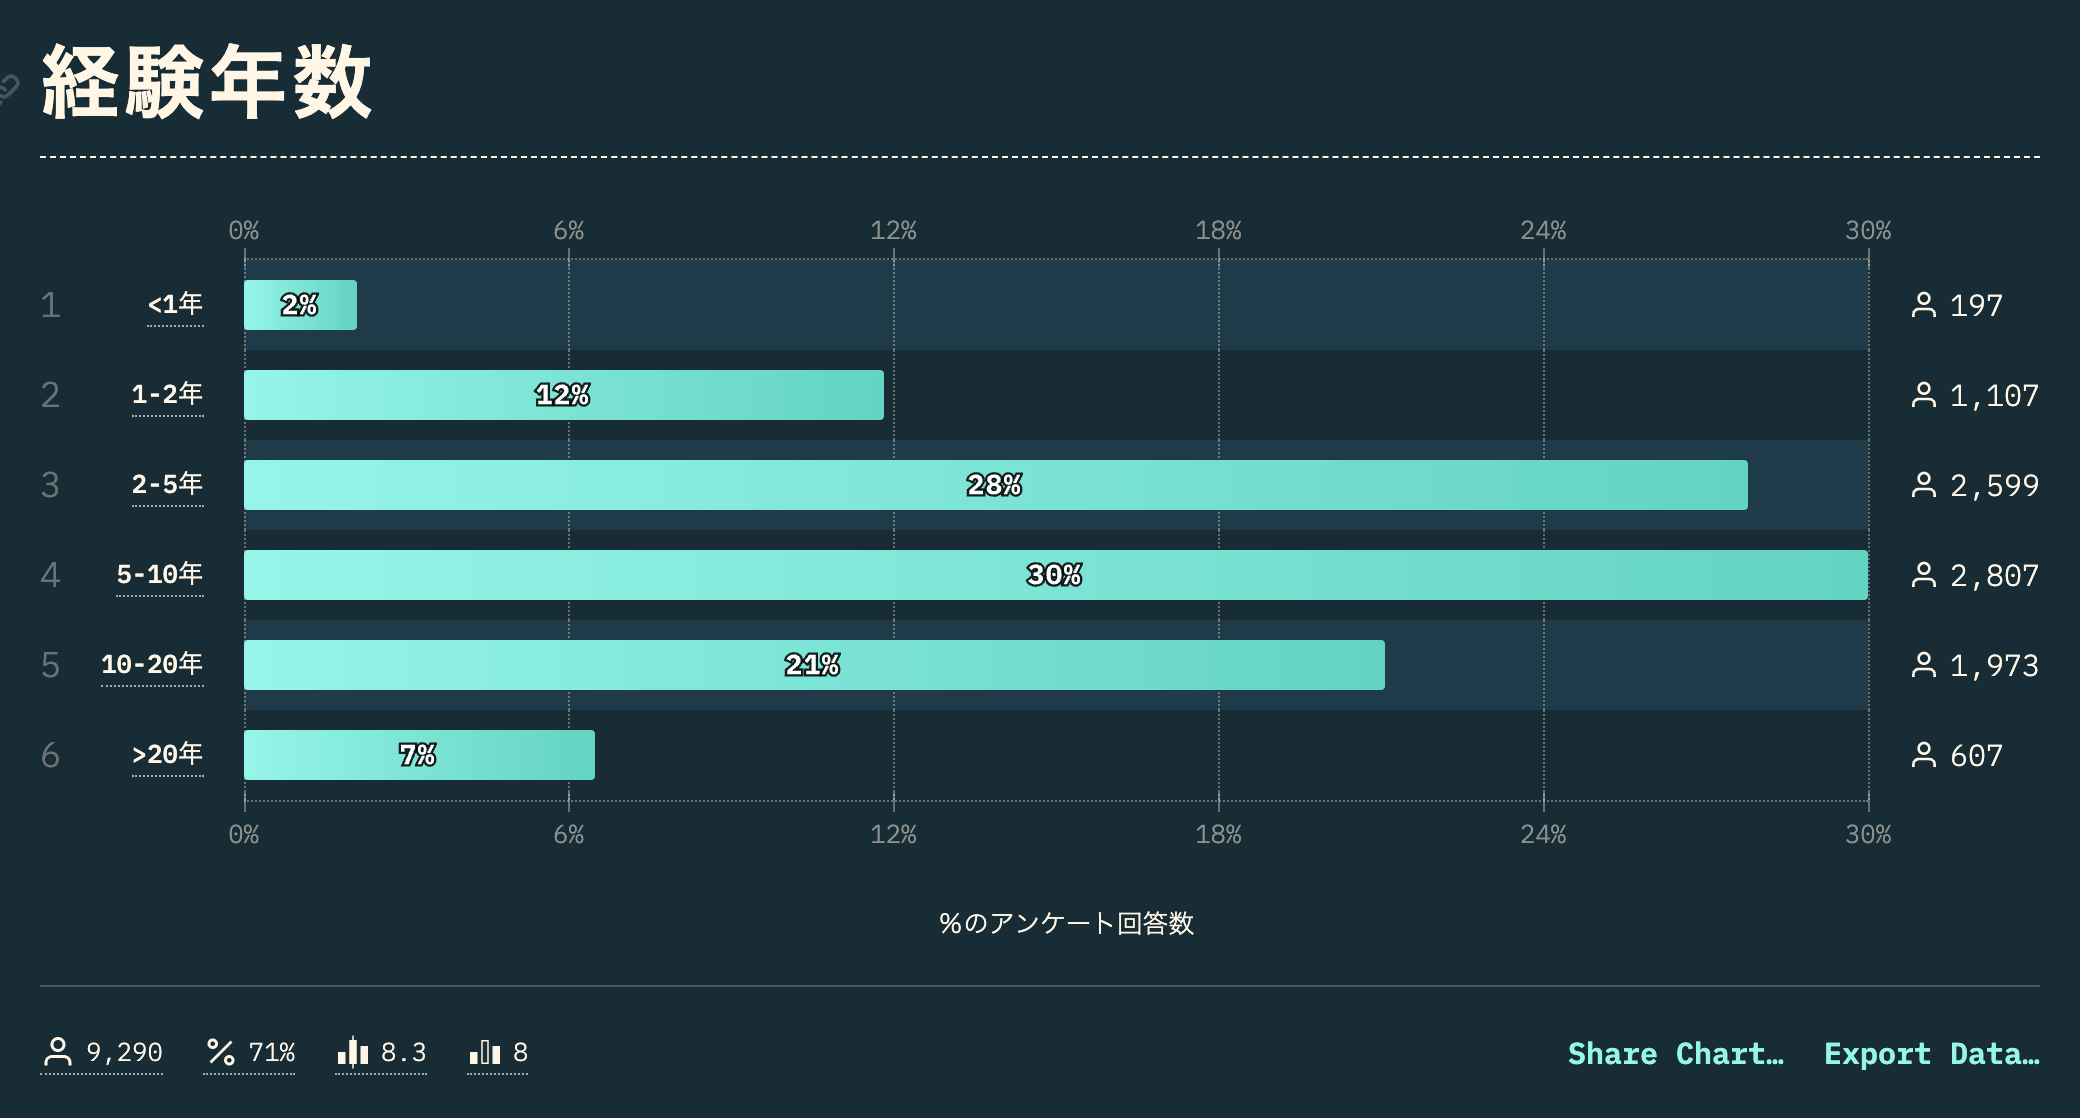 経験年数
0% 6% 12% 18% 24% 30%
1 <1年 2% 197
2 1-2年 12% 1,107
3 2-5年 28% 2,599
4 5-10年 30% 2,807
5 10-20年 21% 1,973
6 >20年 7% 607
0% 6% 12% 18% 24% 30%
%のアンケート回答数
9,290 % 71% 8.3 8 Share Chart… Export Data…